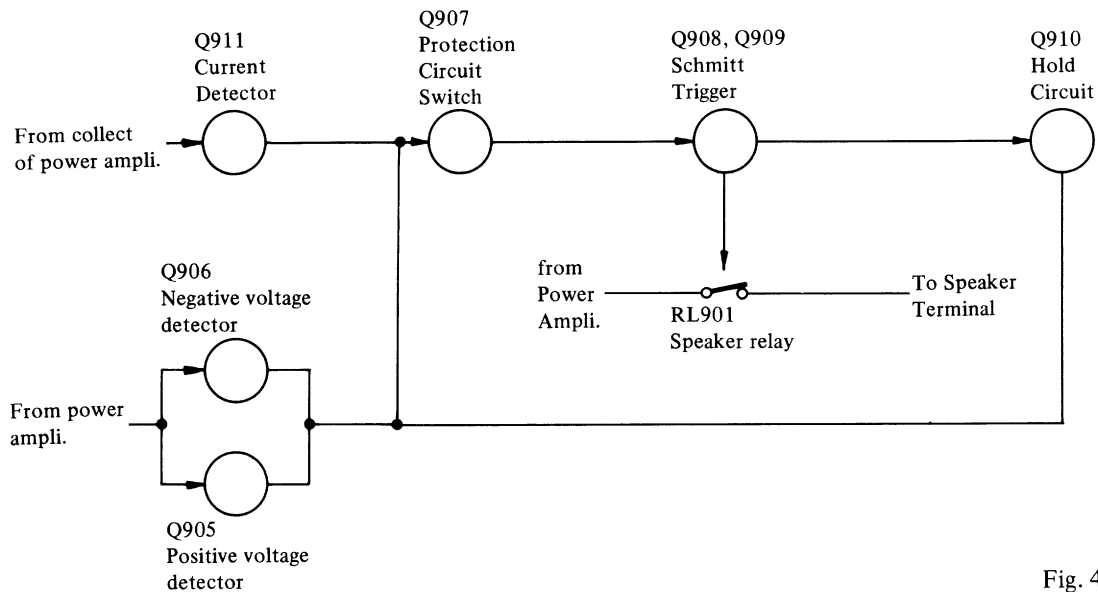 Q911
Current
Detector
Q907
Protection
Circuit
Switch
Q908, Q909
Schmitt
Trigger
Q910
Hold
Circuit
From collect
of power ampli.
from
Power
Ampli.
RL901
Speaker relay
To Speaker
Terminal
Q906
Negative voltage
detector
From power
ampli.
Q905
Positive voltage
detector
Fig. 4